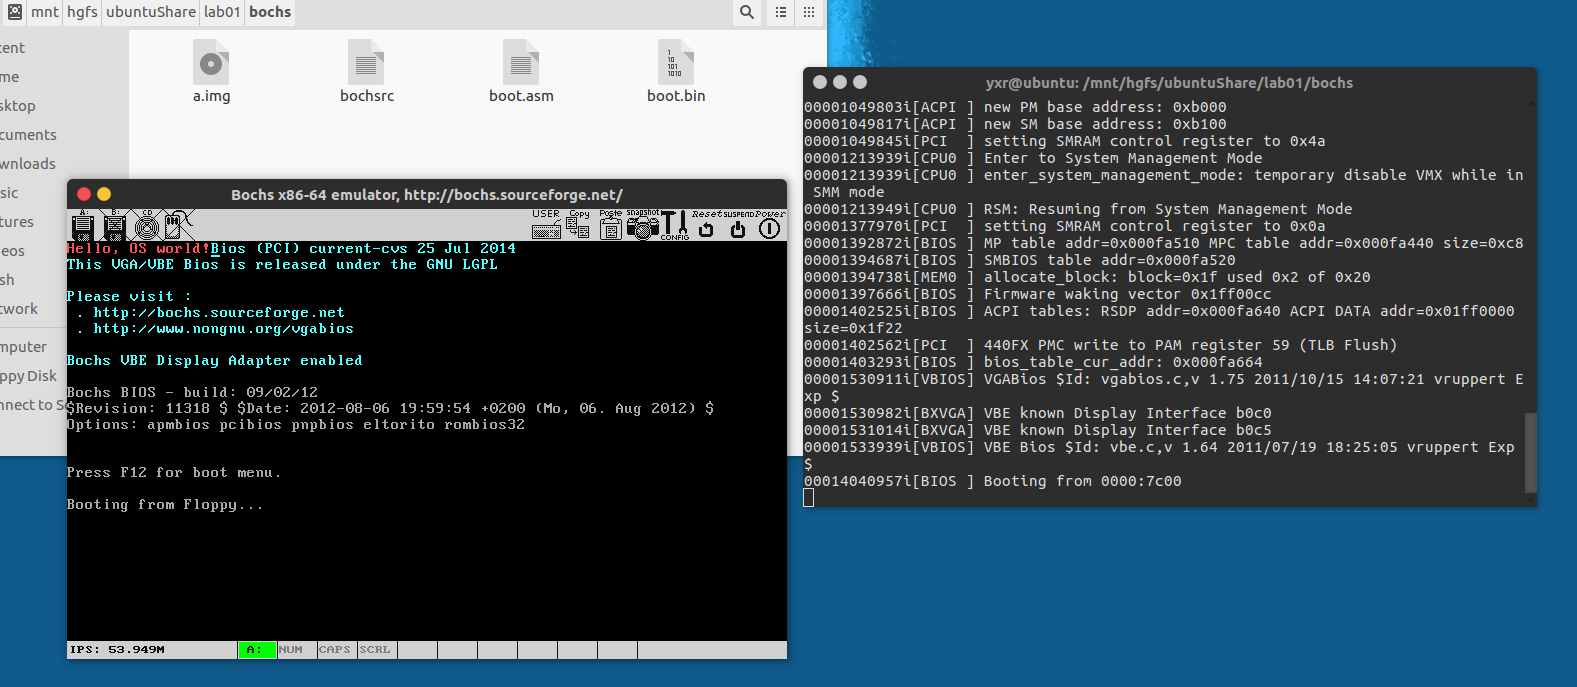 mnt hgfs ubuntuShare lab01 bochs
cent
me
sktop
cuments
wnloads
sic
tures
eos
sh
twork
mputer
ppy Disk
nnect to S
a.img
bochsrc
boot.asm
boot.bin
Bochs x86-64 emulator, http://bochs.sourceforge.net/
A: B: CD USER Copy Paste snapshot CONFIG Reset SUSPEND Power
Hello, OS world!Bios (PCI) current-cvs 25 Jul 2014
This VGA/VBE Bios is released under the GNU LGPL
Please visit :
. http://bochs.sourceforge.net
. http://www.nongnu.org/vgabios
Bochs VBE Display Adapter enabled
Bochs BIOS - build: 09/02/12
$Revision: 11318 $ $Date: 2012-08-06 19:59:54 +0200 (Mo, 06. Aug 2012) $
Options: apmbios pcibios pnpbios eltorito rombios32
Press F12 for boot menu.
Booting from Floppy...
IPS: 53.949M A: NUM CAPS SCRL
yxr@ubuntu: /mnt/hgfs/ubuntuShare/lab01/bochs
00001049803i[ACPI ] new PM base address: 0xb000
00001049817i[ACPI ] new SM base address: 0xb100
00001049845i[PCI  ] setting SMRAM control register to 0x4a
00001213939i[CPU0 ] Enter to System Management Mode
00001213939i[CPU0 ] enter_system_management_mode: temporary disable VMX while in
SMM mode
00001213949i[CPU0 ] RSM: Resuming from System Management Mode
00001377970i[PCI  ] setting SMRAM control register to 0x0a
00001392872i[BIOS ] MP table addr=0x000fa510 MPC table addr=0x000fa440 size=0xc8
00001394687i[BIOS ] SMBIOS table addr=0x000fa520
00001394738i[MEM0 ] allocate_block: block=0x1f used 0x2 of 0x20
00001397666i[BIOS ] Firmware waking vector 0x1ff00cc
00001402525i[BIOS ] ACPI tables: RSDP addr=0x000fa640 ACPI DATA addr=0x01ff0000
size=0x1f22
00001402562i[PCI  ] 440FX PMC write to PAM register 59 (TLB Flush)
00001403293i[BIOS ] bios_table_cur_addr: 0x000fa664
00001530911i[VBIOS] VGABios $Id: vgabios.c,v 1.75 2011/10/15 14:07:21 vruppert E
xp $
00001530982i[BXVGA] VBE known Display Interface b0c0
00001531014i[BXVGA] VBE known Display Interface b0c5
00001533939i[VBIOS] VBE Bios $Id: vbe.c,v 1.64 2011/07/19 18:25:05 vruppert Exp
$
00014040957i[BIOS ] Booting from 0000:7c00